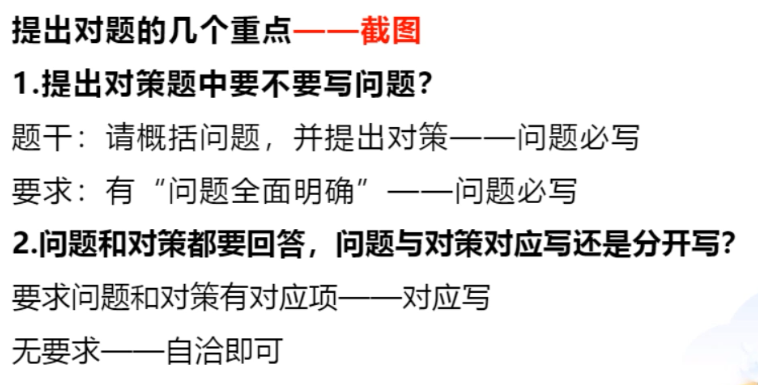 提出对题的几个重点——截图
1.提出对策题中要不要写问题？
题干：请概括问题，并提出对策——问题必写
要求：有“问题全面明确”——问题必写
2.问题和对策都要回答，问题与对策对应写还是分开写？
要求问题和对策有对应项——对应写
无要求——自洽即可